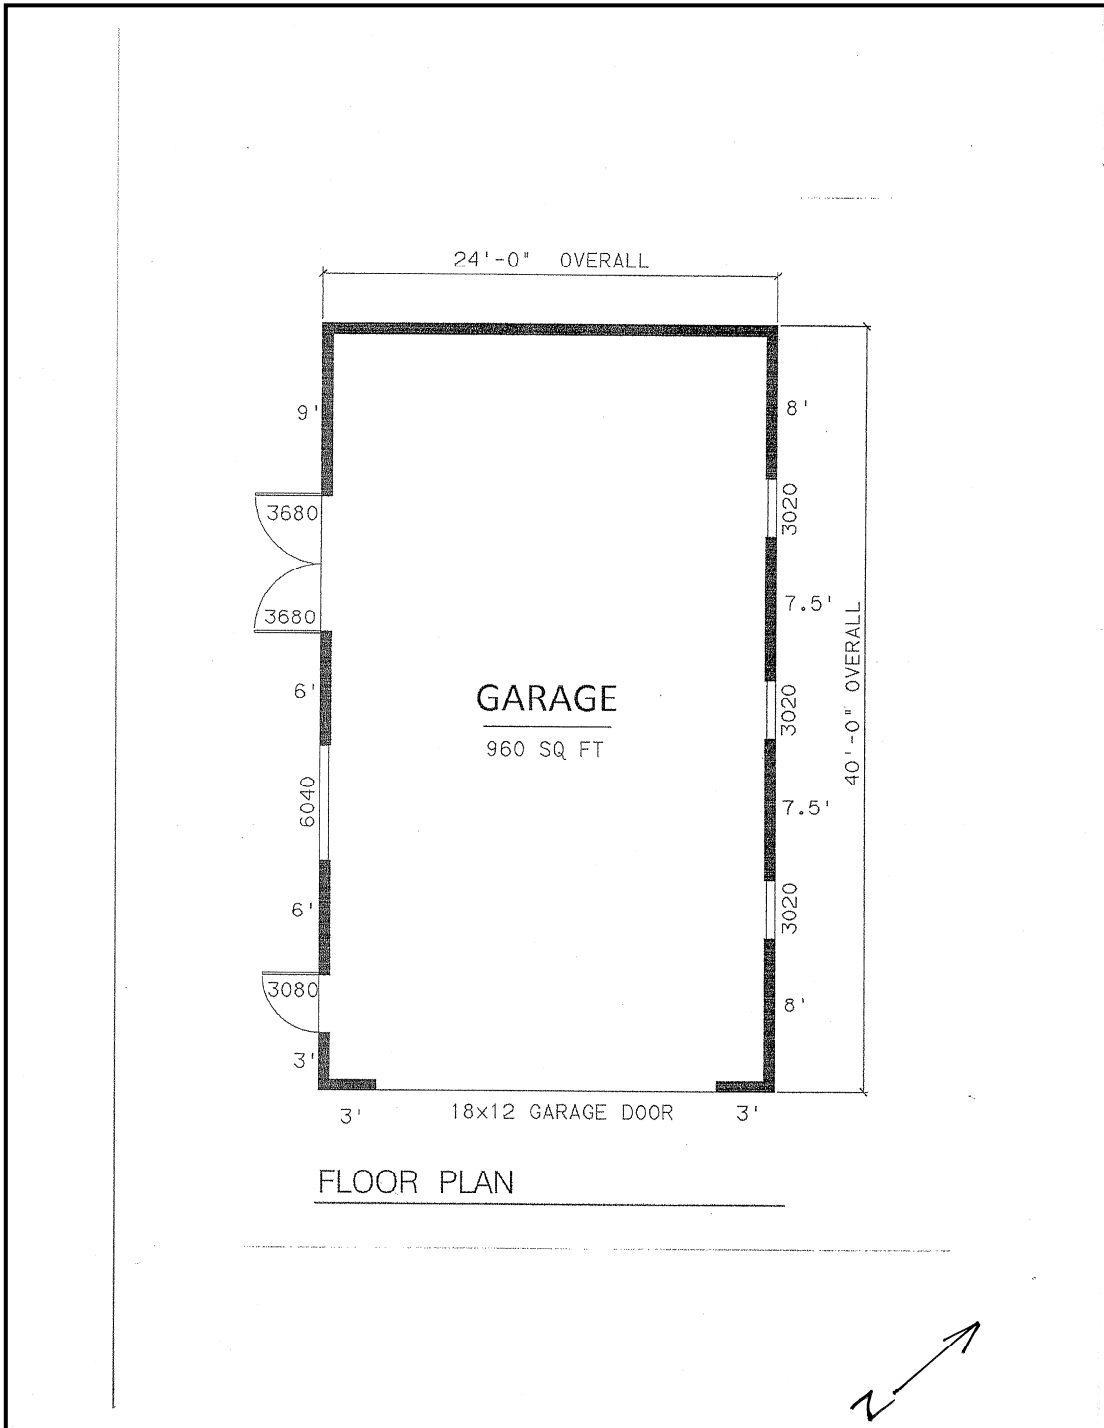 24'-0" OVERALL
9'
8'
3680
3020
3680
7.5'
6'
GARAGE
960 SQ FT
3020
40'-0" OVERALL
6040
7.5'
6'
3020
3080
8'
3'
3'
18x12 GARAGE DOOR
3'
FLOOR PLAN
N